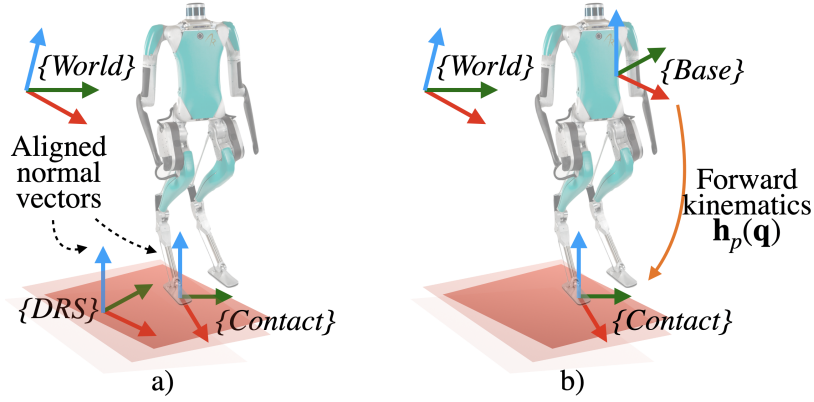 {World}
Aligned
normal
vectors
{DRS}
{Contact}
a)
{World}
{Base}
Forward
kinematics
h_p(q)
{Contact}
b)